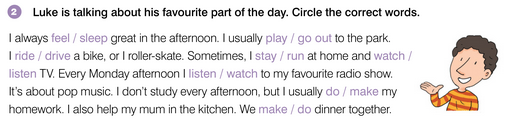 2 Luke is talking about his favourite part of the day. Circle the correct words.
I always feel / sleep great in the afternoon. I usually play / go out to the park.
I ride / drive a bike, or I roller-skate. Sometimes, I stay / run at home and watch /
listen TV. Every Monday afternoon I listen / watch to my favourite radio show.
It's about pop music. I don't study every afternoon, but I usually do / make my
homework. I also help my mum in the kitchen. We make / do dinner together.